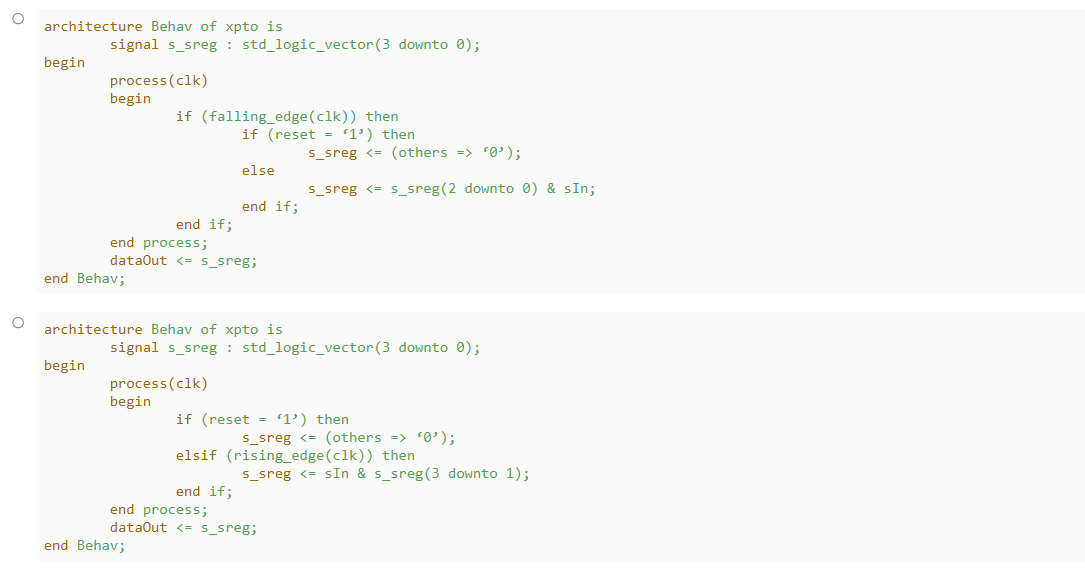 architecture Behav of xpto is
signal s_sreg : std_logic_vector(3 downto 0);
begin
process(clk)
begin
if (falling_edge(clk)) then
if (reset = ‘1’) then
s_sreg <= (others => ‘0’);
else
s_sreg <= s_sreg(2 downto 0) & sIn;
end if;
end if;
end process;
dataOut <= s_sreg;
end Behav;
architecture Behav of xpto is
signal s_sreg : std_logic_vector(3 downto 0);
begin
process(clk)
begin
if (reset = ‘1’) then
s_sreg <= (others => ‘0’);
elsif (rising_edge(clk)) then
s_sreg <= sIn & s_sreg(3 downto 1);
end if;
end process;
dataOut <= s_sreg;
end Behav;